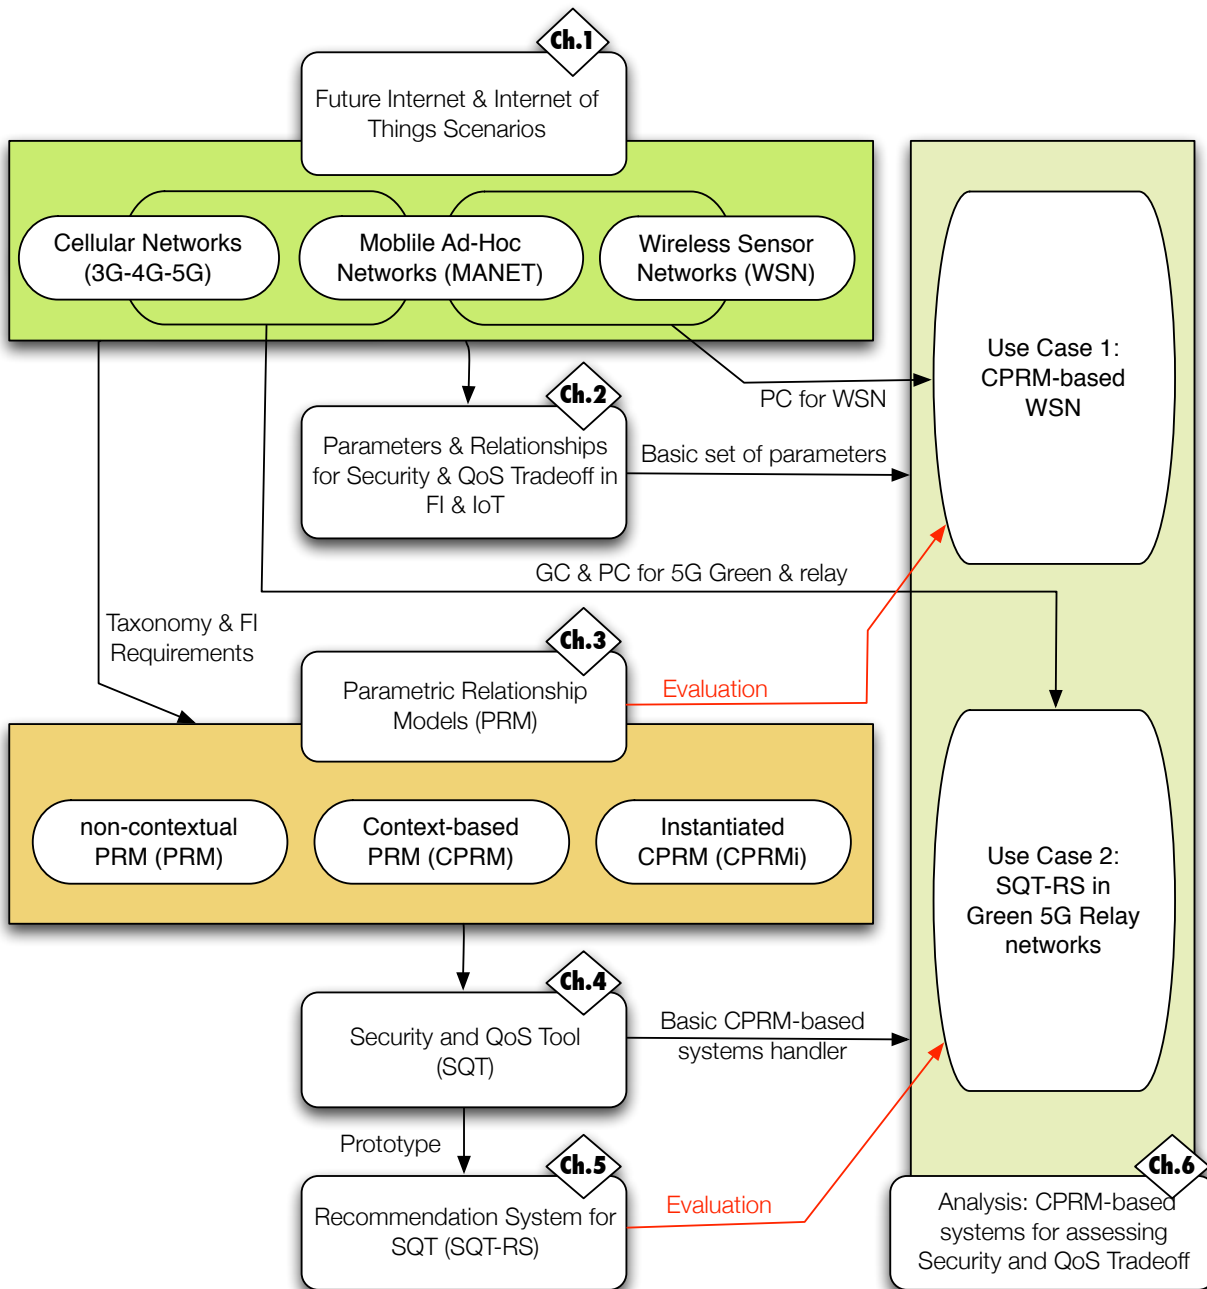 Ch.1
Future Internet & Internet of
Things Scenarios
Cellular Networks
(3G-4G-5G)
Moblile Ad-Hoc
Networks (MANET)
Wireless Sensor
Networks (WSN)
Use Case 1:
CPRM-based
WSN
PC for WSN
Ch.2
Parameters & Relationships
for Security & QoS Tradeoff in
FI & IoT
Basic set of parameters
GC & PC for 5G Green & relay
Taxonomy & FI
Requirements
Ch.3
Parametric Relationship
Models (PRM)
Evaluation
non-contextual
PRM (PRM)
Context-based
PRM (CPRM)
Instantiated
CPRM (CPRMi)
Use Case 2:
SQT-RS in
Green 5G Relay
networks
Ch.4
Security and QoS Tool
(SQT)
Basic CPRM-based
systems handler
Prototype
Ch.5
Recommendation System for
SQT (SQT-RS)
Evaluation
Ch.6
Analysis: CPRM-based
systems for assessing
Security and QoS Tradeoff